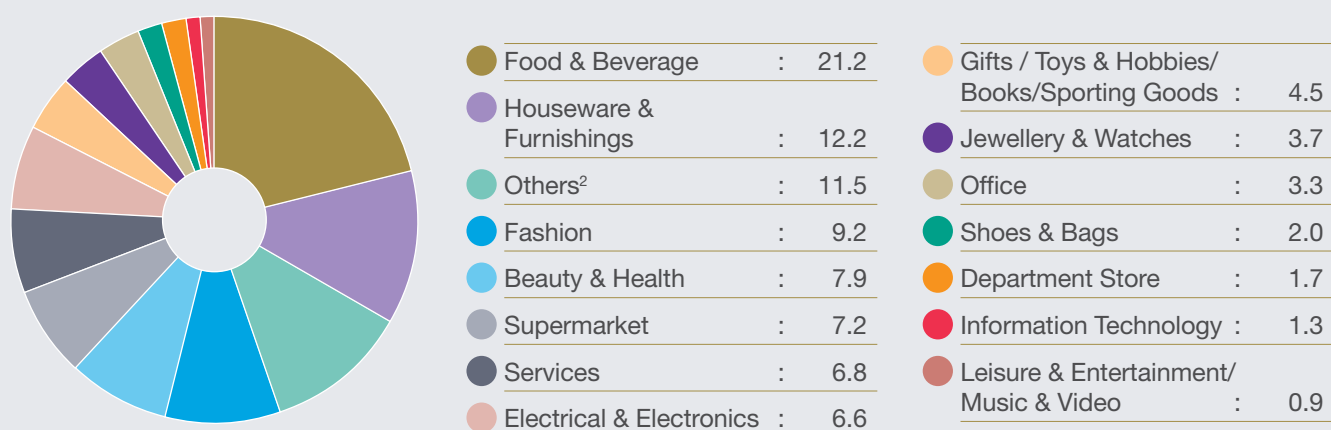 Food & Beverage : 21.2
Houseware &
Furnishings : 12.2
Others² : 11.5
Fashion : 9.2
Beauty & Health : 7.9
Supermarket : 7.2
Services : 6.8
Electrical & Electronics : 6.6
Gifts / Toys & Hobbies/
Books/Sporting Goods : 4.5
Jewellery & Watches : 3.7
Office : 3.3
Shoes & Bags : 2.0
Department Store : 1.7
Information Technology : 1.3
Leisure & Entertainment/
Music & Video : 0.9